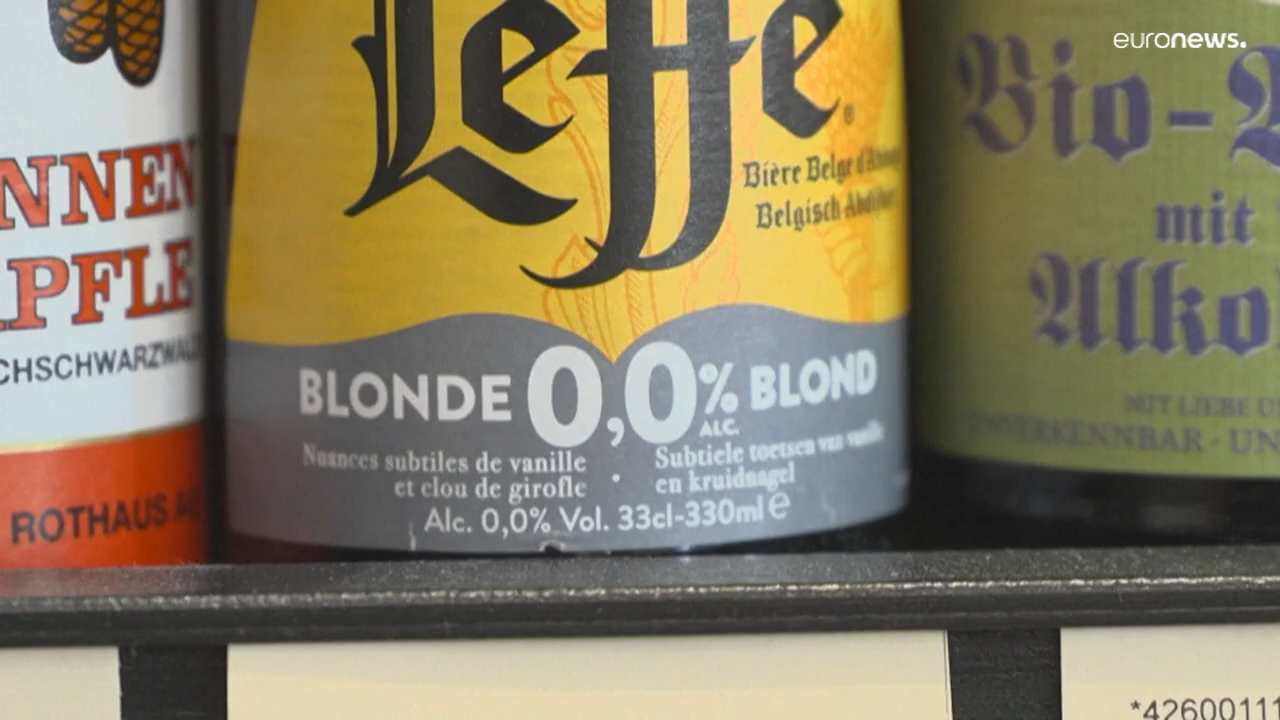 euronews.
NNEN
PFLE
CHSCHWARZWAL
ROTHAUS A
Leffe
Bière Belge
Belgisch
BLONDE 0,0% ALC. BLOND
Nuances subtiles de vanille
et clou de girofle
Subtiele toetsen van vanille
en kruidnagel
Alc. 0,0% Vol. 33cl-330ml e
Bio-
mit
Alko
MIT LIEBE U
UNVERKENNBAR · UN
*42600111